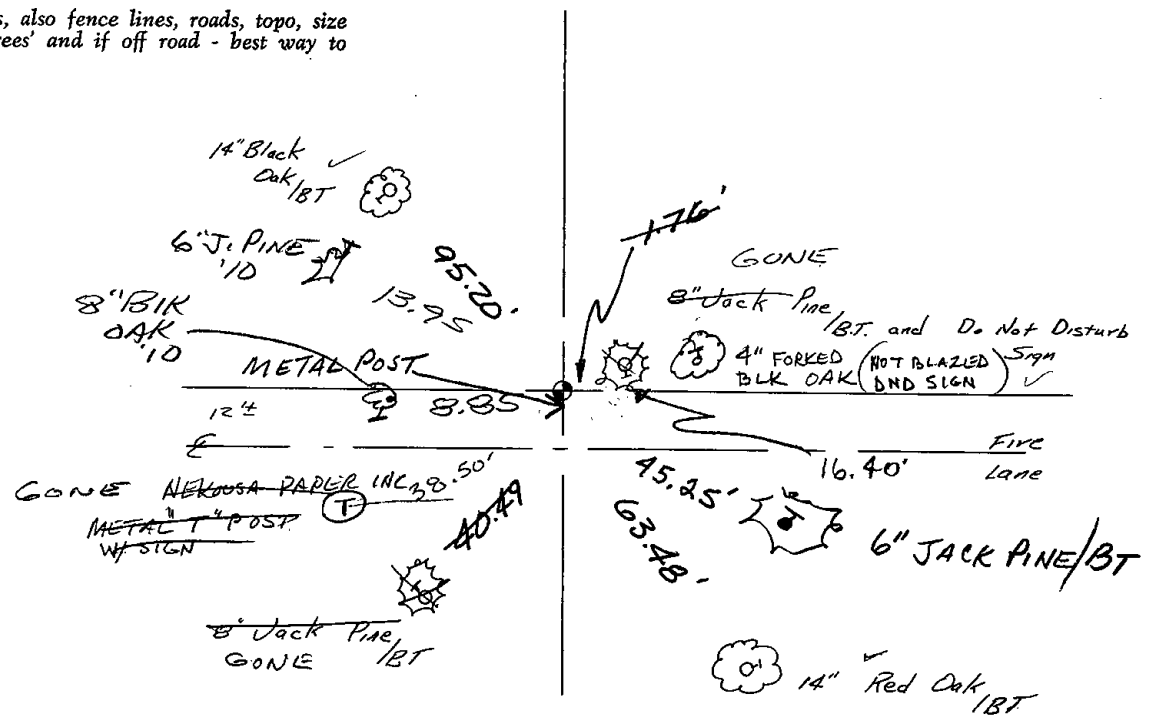 s, also fence lines, roads, topo, size
rees' and if off road - best way to
14" Black ✓
Oak/BT
6" J. PINE
'10
95.20'
13.95
8" BlK
OAK
'10
METAL POST
8.85
1.76'
GONE
8" Jack Pine
/B.T. and Do Not Disturb
Sign ✓
4" FORKED
BLK OAK
(NOT BLAZED
DND SIGN)
12'±
℄
Fire
Lane
16.40'
GONE NEKOOSA PAPER INC
METAL "T" POST
W/ SIGN
T
38.50'
40.49
45.25'
63.48'
6" JACK PINE/BT
8" Jack Pine
/BT
GONE
14" Red Oak ✓
/BT